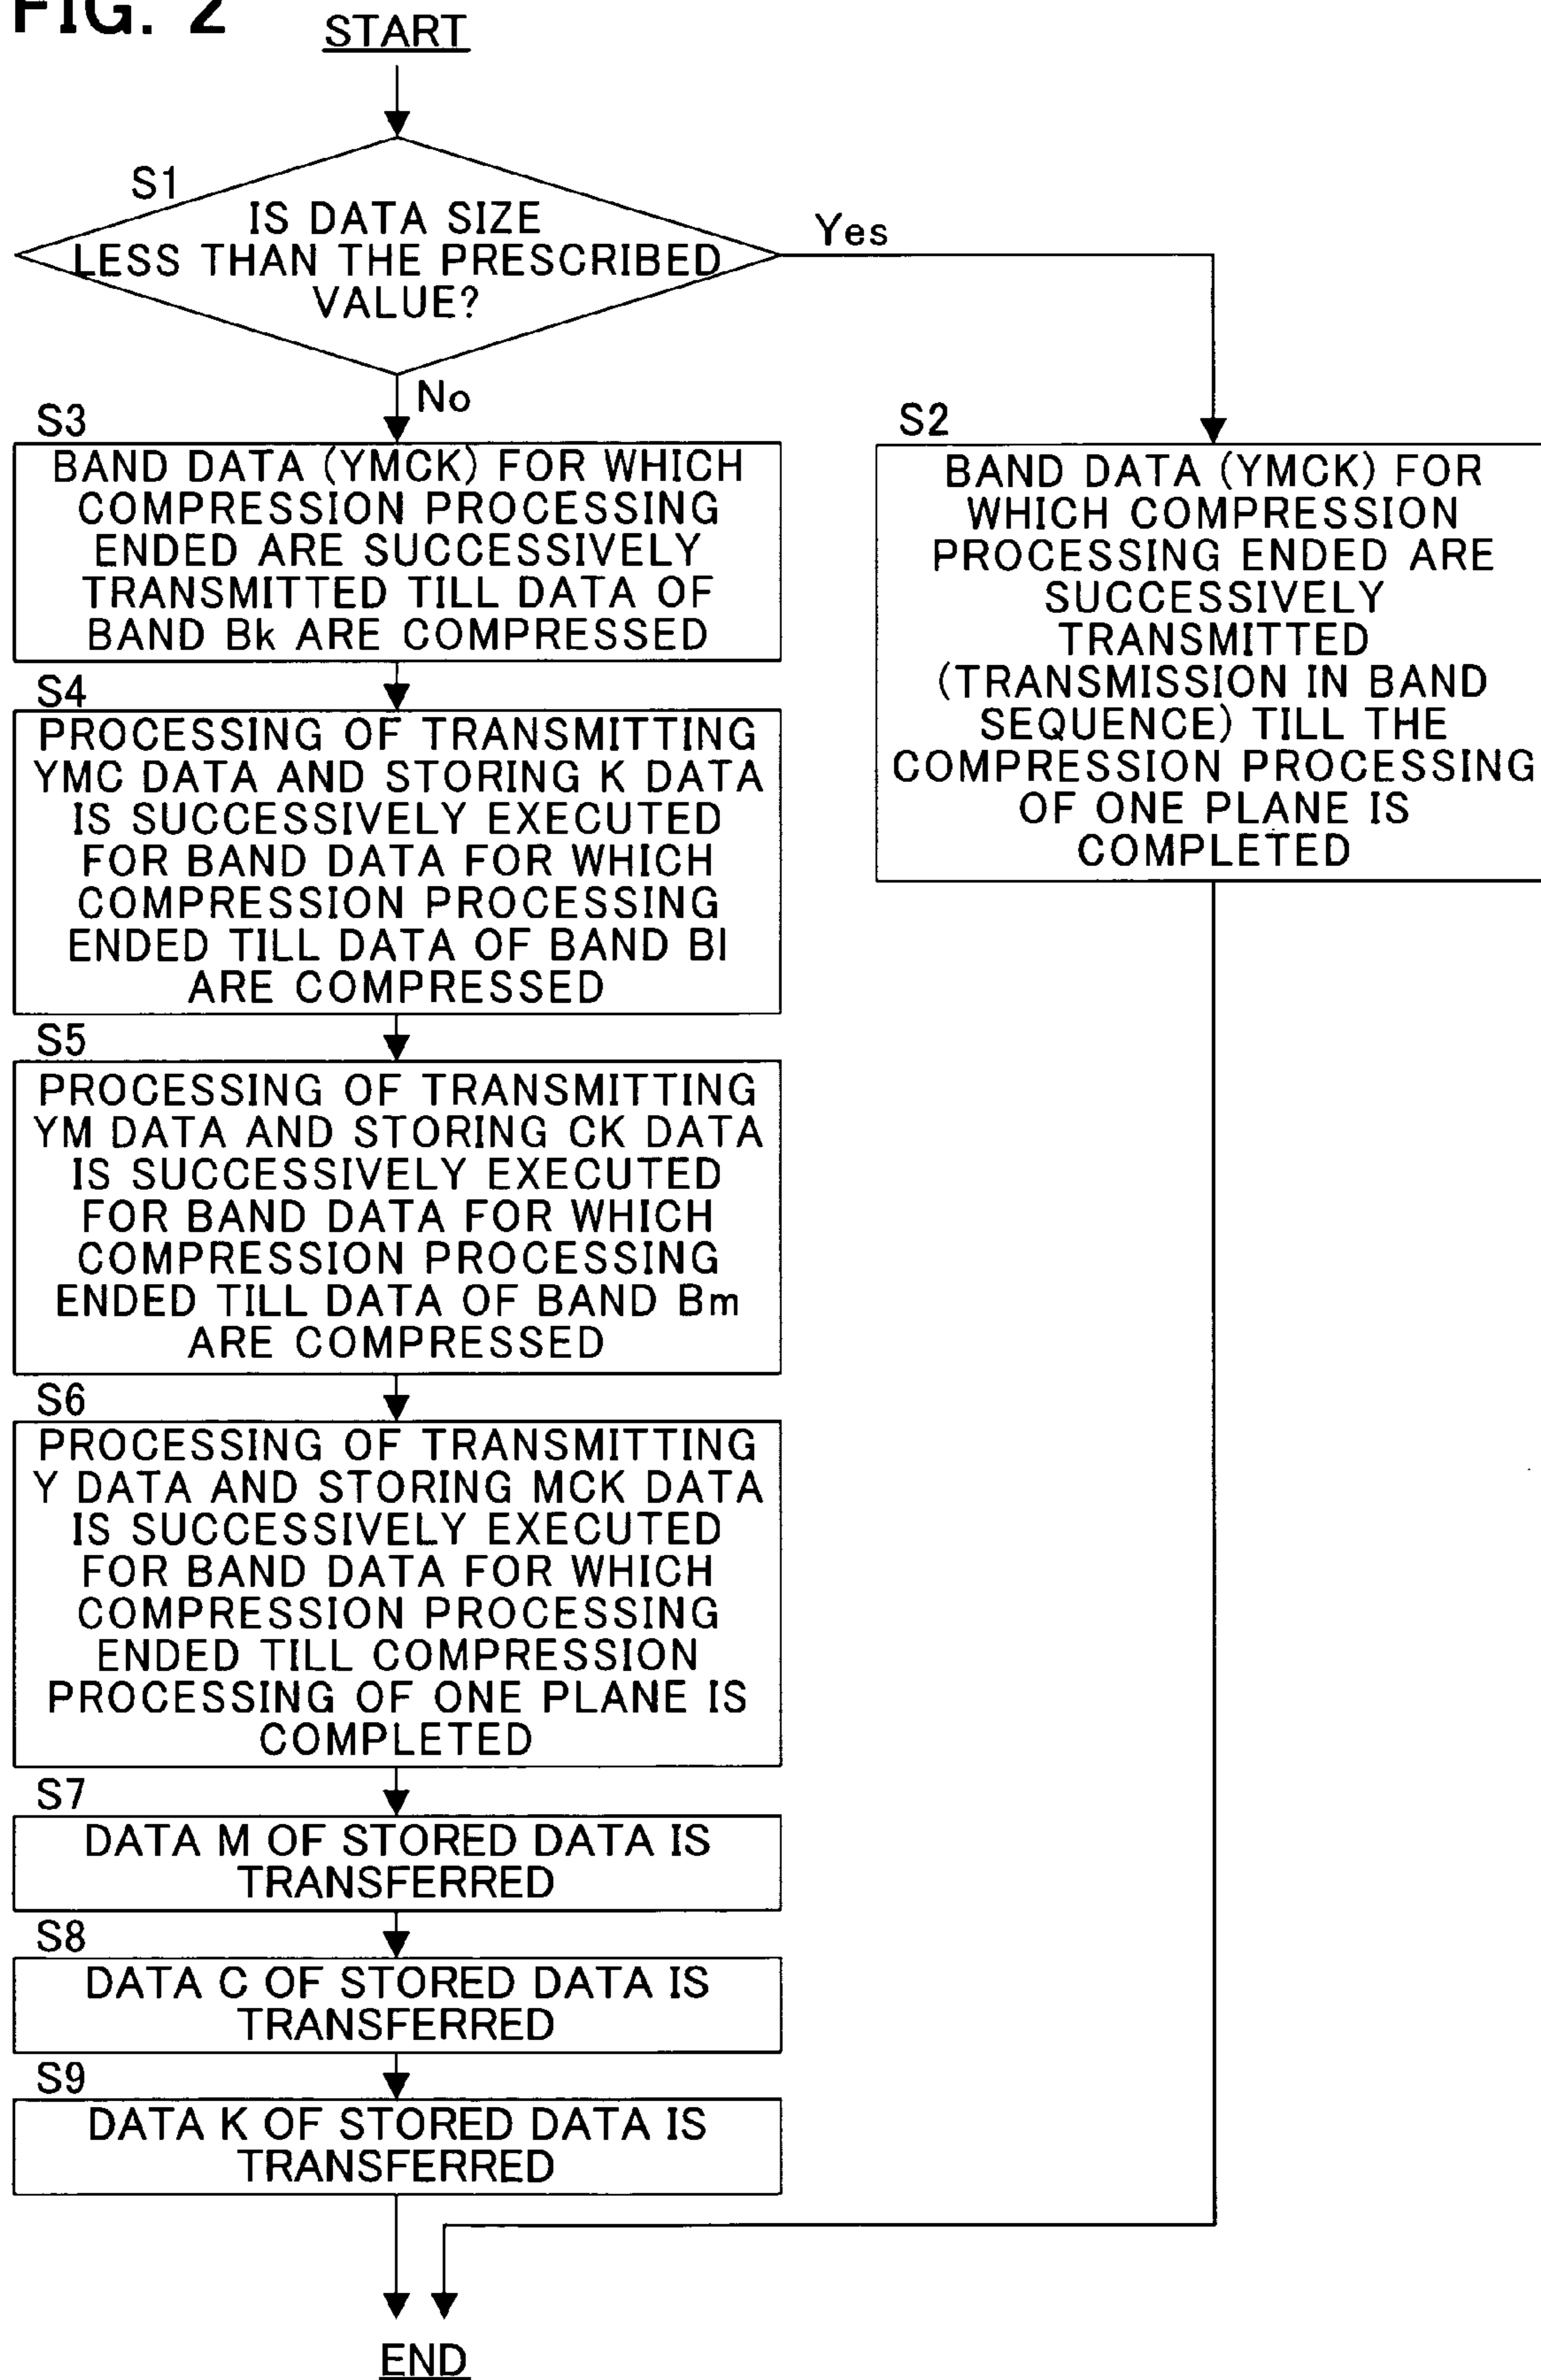 FIG. 2
START
S1
IS DATA SIZE
LESS THAN THE PRESCRIBED
VALUE?
Yes
No
S3
BAND DATA (YMCK) FOR WHICH
COMPRESSION PROCESSING
ENDED ARE SUCCESSIVELY
TRANSMITTED TILL DATA OF
BAND Bk ARE COMPRESSED
S2
BAND DATA (YMCK) FOR
WHICH COMPRESSION
PROCESSING ENDED ARE
SUCCESSIVELY
TRANSMITTED
(TRANSMISSION IN BAND
SEQUENCE) TILL THE
COMPRESSION PROCESSING
OF ONE PLANE IS
COMPLETED
S4
PROCESSING OF TRANSMITTING
YMC DATA AND STORING K DATA
IS SUCCESSIVELY EXECUTED
FOR BAND DATA FOR WHICH
COMPRESSION PROCESSING
ENDED TILL DATA OF BAND Bl
ARE COMPRESSED
S5
PROCESSING OF TRANSMITTING
YM DATA AND STORING CK DATA
IS SUCCESSIVELY EXECUTED
FOR BAND DATA FOR WHICH
COMPRESSION PROCESSING
ENDED TILL DATA OF BAND Bm
ARE COMPRESSED
S6
PROCESSING OF TRANSMITTING
Y DATA AND STORING MCK DATA
IS SUCCESSIVELY EXECUTED
FOR BAND DATA FOR WHICH
COMPRESSION PROCESSING
ENDED TILL COMPRESSION
PROCESSING OF ONE PLANE IS
COMPLETED
S7
DATA M OF STORED DATA IS
TRANSFERRED
S8
DATA C OF STORED DATA IS
TRANSFERRED
S9
DATA K OF STORED DATA IS
TRANSFERRED
END